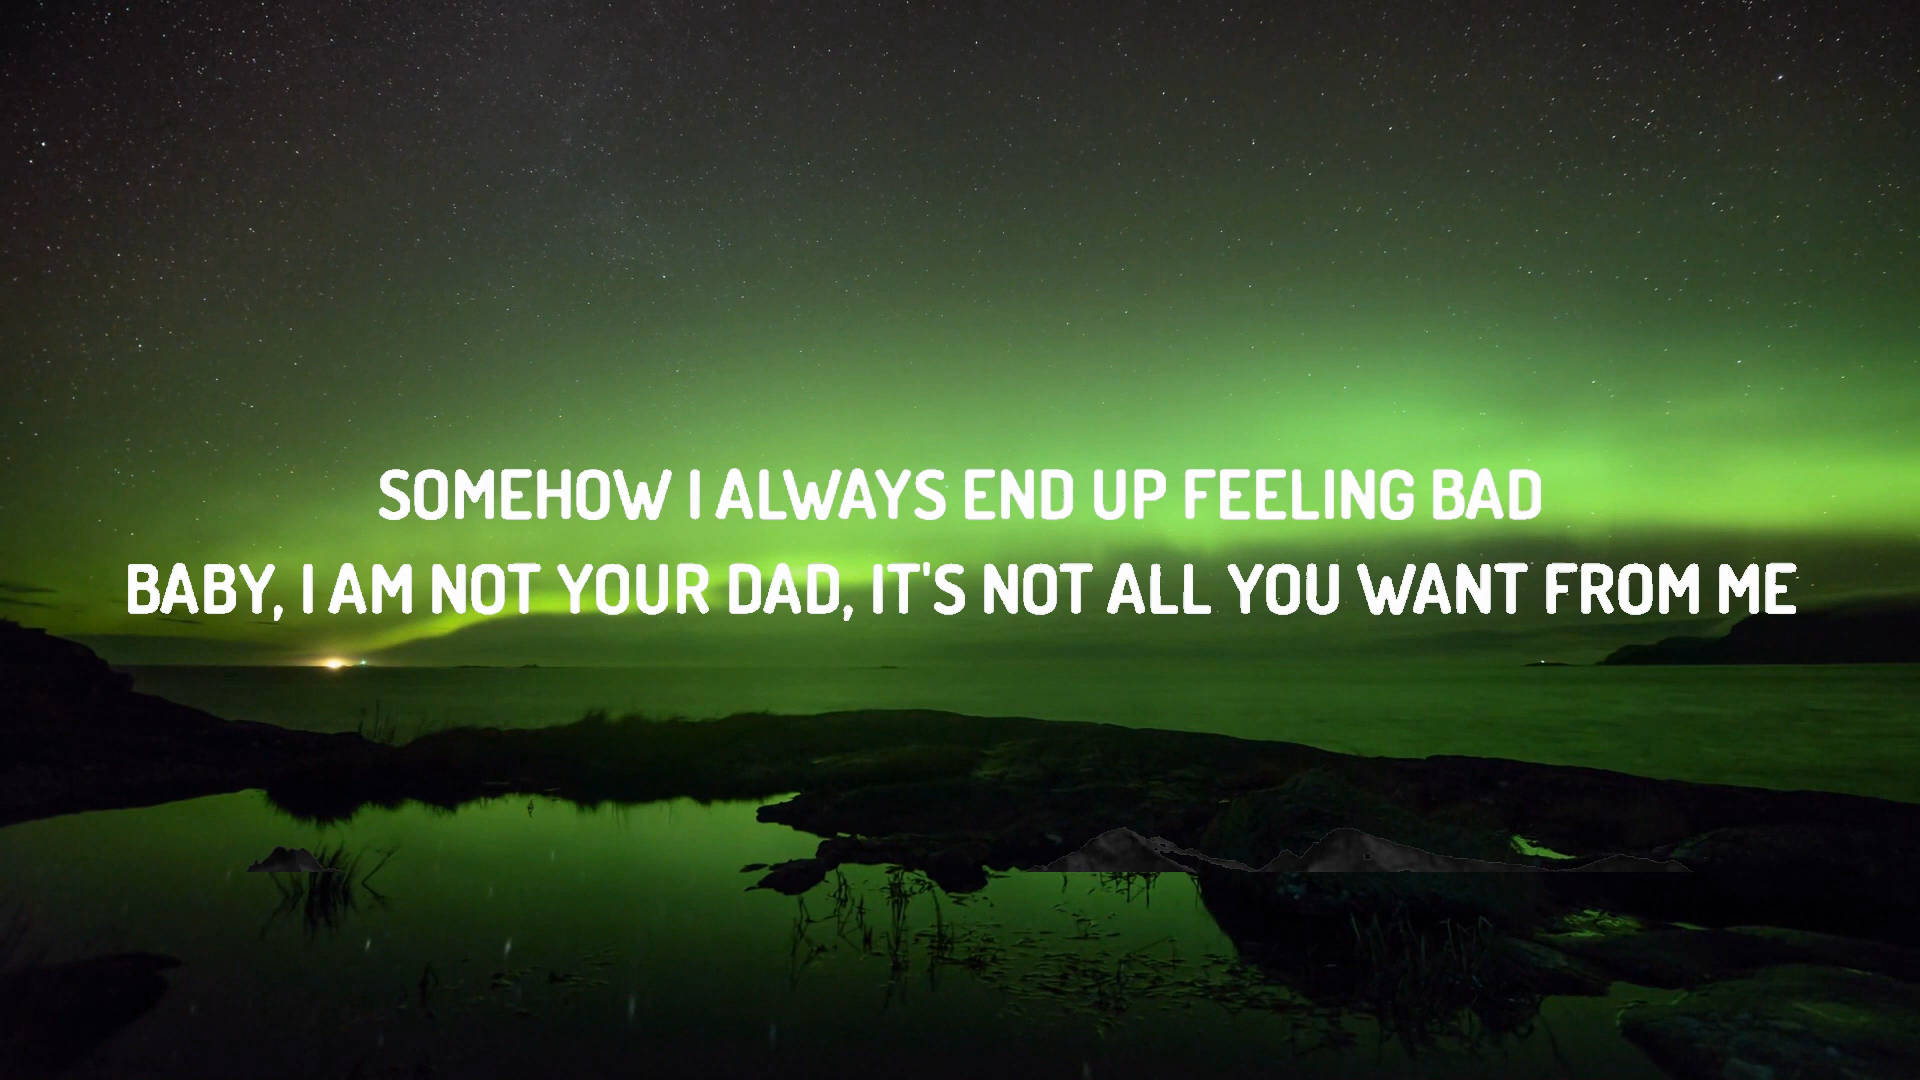 SOMEHOW I ALWAYS END UP FEELING BAD
BABY, I AM NOT YOUR DAD, IT'S NOT ALL YOU WANT FROM ME